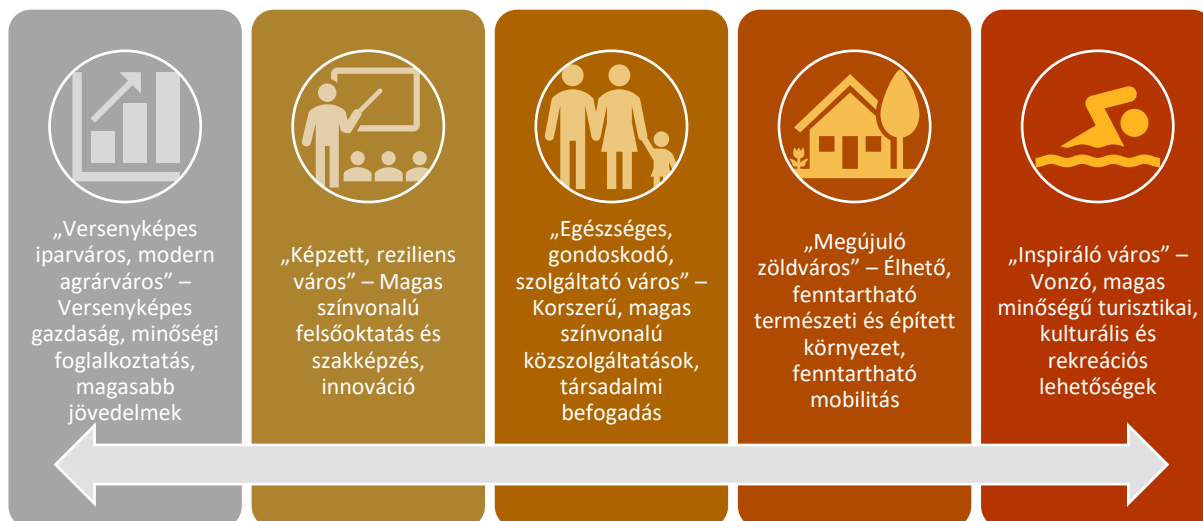 „Versenyképes
iparváros, modern
agrárváros” –
Versenyképes
gazdaság, minőségi
foglalkoztatás,
magasabb
jövedelmek
„Képzett, reziliens
város” – Magas
színvonalú
felsőoktatás és
szakképzés,
innováció
„Egészséges,
gondoskodó,
szolgáltató város” –
Korszerű, magas
színvonalú
közszolgáltatások,
társadalmi
befogadás
„Megújuló
zöldváros” – Élhető,
fenntartható
természeti és épített
környezet,
fenntartható
mobilitás
„Inspiráló város” –
Vonzó, magas
minőségű turisztikai,
kulturális és
rekreációs
lehetőségek